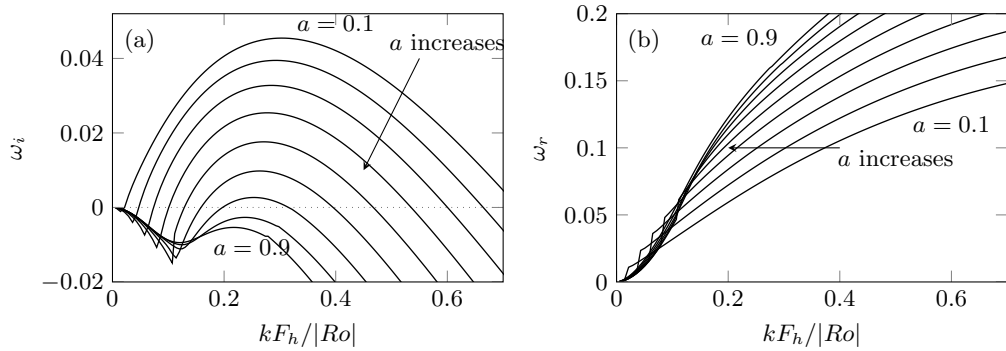 (a)
a = 0.1
a increases
a = 0.9
0.04
0.02
0
−0.02
ω_i
0
0.2
0.4
0.6
kF_h/|Ro|
(b)
a = 0.9
a = 0.1
a increases
0.2
0.15
0.1
0.05
0
ω_r
0
0.2
0.4
0.6
kF_h/|Ro|